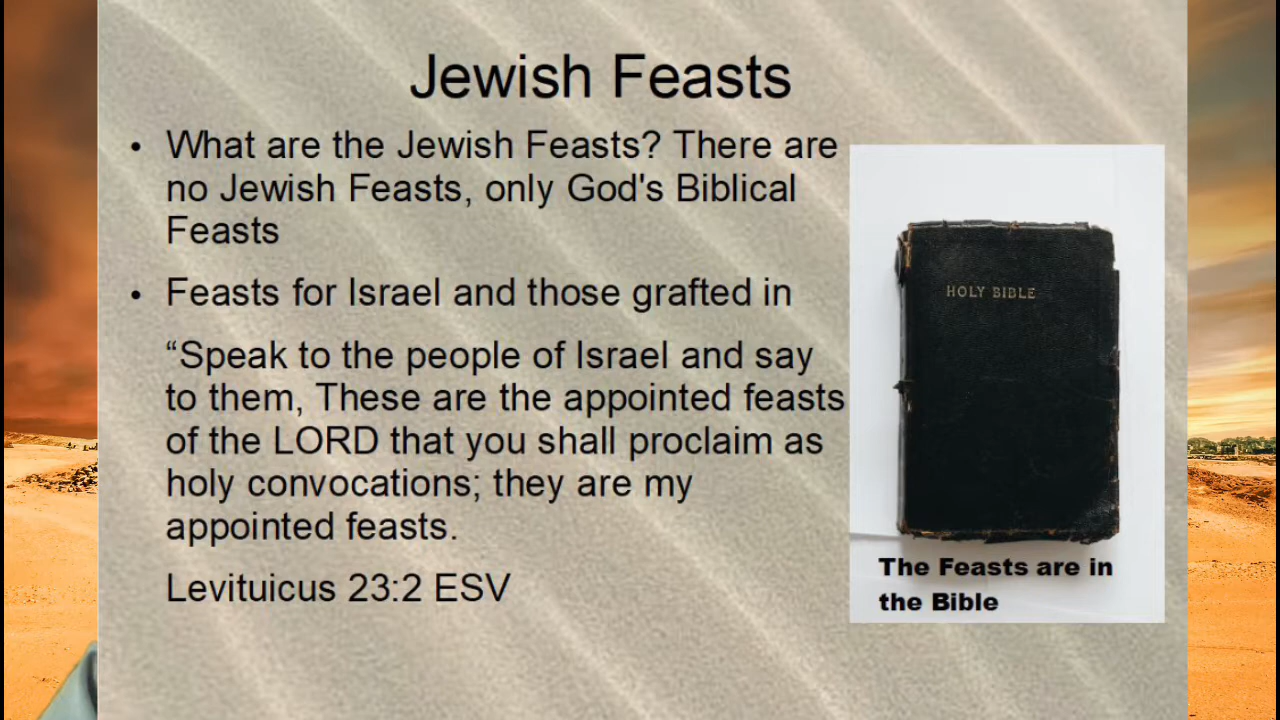 Jewish Feasts
• What are the Jewish Feasts? There are
no Jewish Feasts, only God's Biblical
Feasts
• Feasts for Israel and those grafted in
“Speak to the people of Israel and say
to them, These are the appointed feasts
of the LORD that you shall proclaim as
holy convocations; they are my
appointed feasts.
Levituicus 23:2 ESV
HOLY BIBLE
The Feasts are in
the Bible